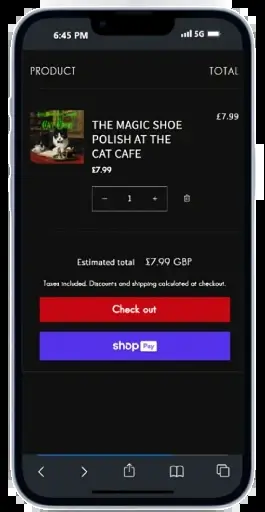 6:45 PM 5G
PRODUCT TOTAL
£7.99
THE MAGIC SHOE
POLISH AT THE
CAT CAFE
£7.99
− 1 +
Estimated total £7.99 GBP
Taxes included. Discounts and shipping calculated at checkout.
Check out
shop Pay